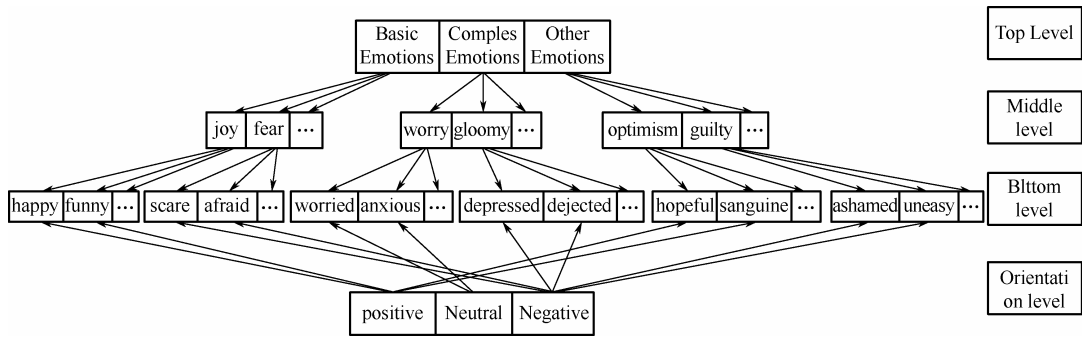 Basic Emotions
Comples Emotions
Other Emotions
Top Level
joy fear ...
worry gloomy ...
optimism guilty ...
Middle level
happy funny ...
scare afraid ...
worried anxious ...
depressed dejected ...
hopeful sanguine ...
ashamed uneasy ...
Blttom level
positive Neutral Negative
Orientati on level